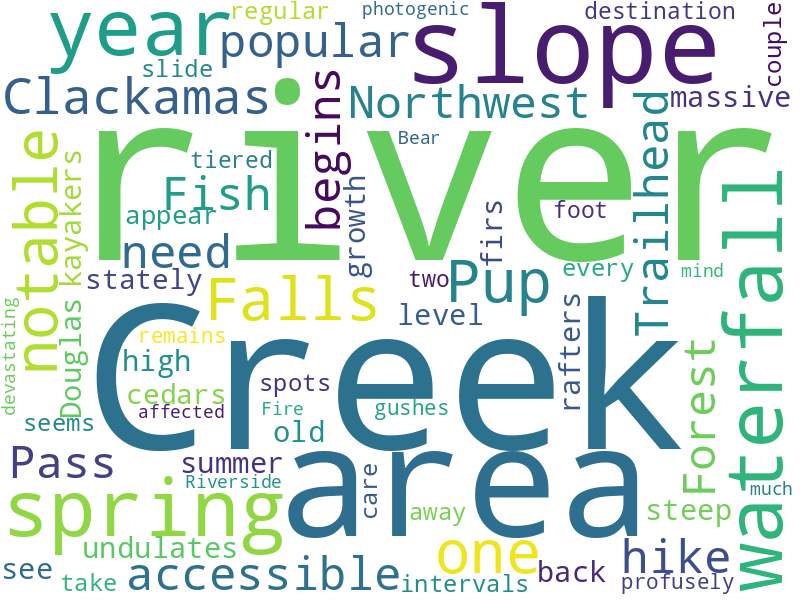 year
regular
photogenic
destination
couple
popular
slope
slide
Clackamas
Northwest
massive
begins
river
notable
Douglas
kayakers
tiered
Bear
Fish
appear
growth
foot
firs
Trailhead
waterfall
need
stately
two
Pup
every
mind
Falls
level
devastating
remains
Creek
rafters
high
cedars
spots
affected
Fire
gushes
Forest
seems
old
Pass
summer
Riverside
area
care
much
spring
away
steep
undulates
one
hike
see
take
accessible
intervals
back
profusely